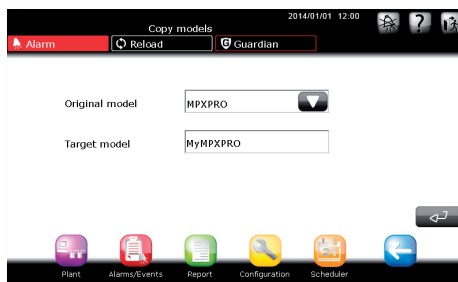 2014/01/01 12:00
Copy models
Alarm Reload Guardian
Original model MPXPRO
Target model MyMPXPRO
Plant Alarms/Events Report Configuration Scheduler